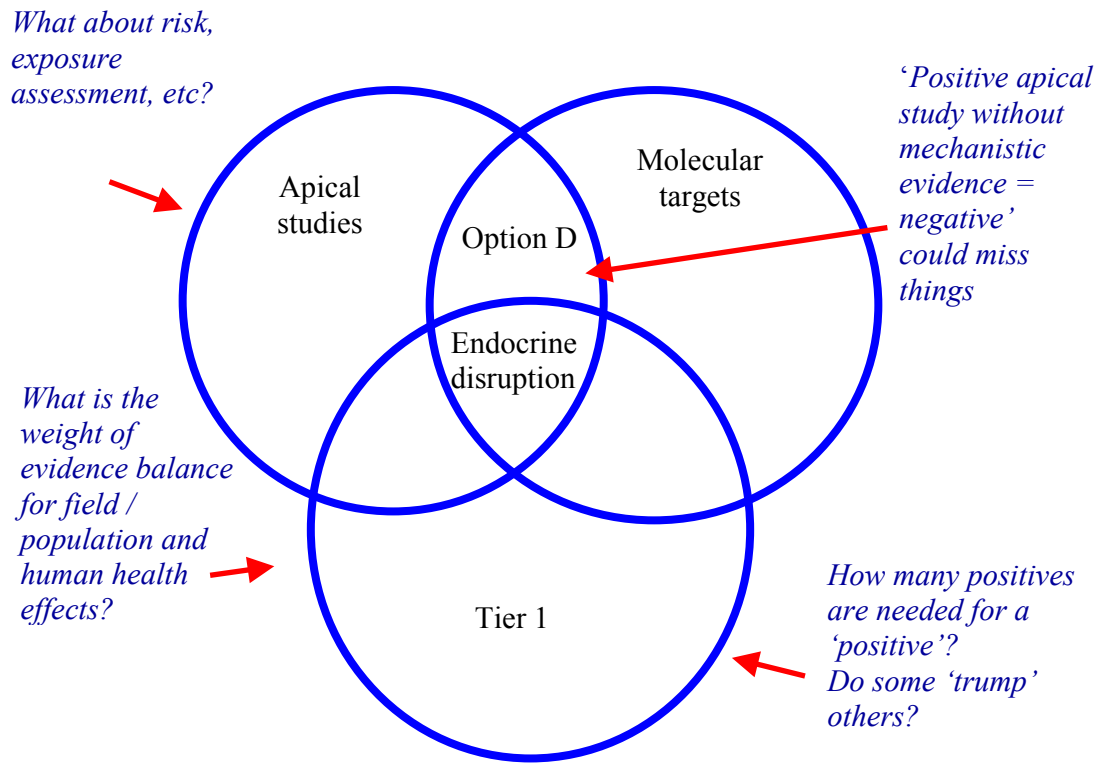 What about risk,
exposure
assessment, etc?
‘Positive apical
study without
mechanistic
evidence =
negative’
could miss
things
Apical
studies
Molecular
targets
Option D
Endocrine
disruption
What is the
weight of
evidence balance
for field /
population and
human health
effects?
Tier 1
How many positives
are needed for a
‘positive’?
Do some ‘trump’
others?